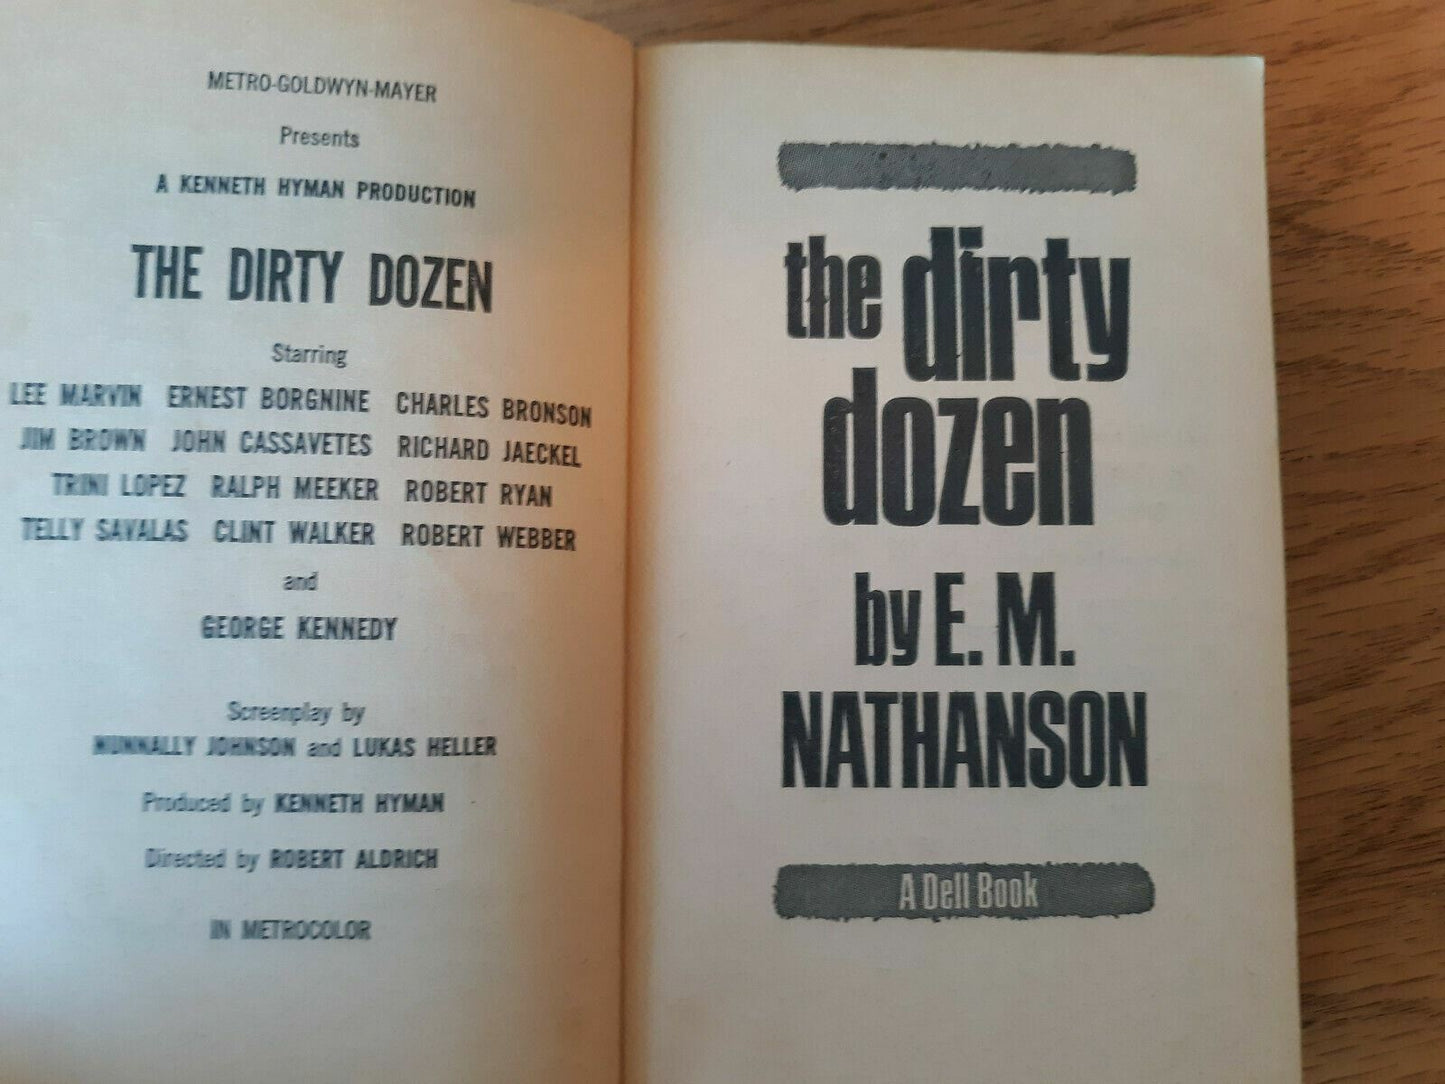 METRO-GOLDWYN-MAYER
Presents
A KENNETH HYMAN PRODUCTION
THE DIRTY DOZEN
Starring
LEE MARVIN ERNEST BORGNINE CHARLES BRONSON
JIM BROWN JOHN CASSAVETES RICHARD JAECKEL
TRINI LOPEZ RALPH MEEKER ROBERT RYAN
TELLY SAVALAS CLINT WALKER ROBERT WEBBER
and
GEORGE KENNEDY
Screenplay by
NUNNALLY JOHNSON and LUKAS HELLER
Produced by KENNETH HYMAN
Directed by ROBERT ALDRICH
IN METROCOLOR
the dirty
dozen
by E. M.
NATHANSON
A Dell Book